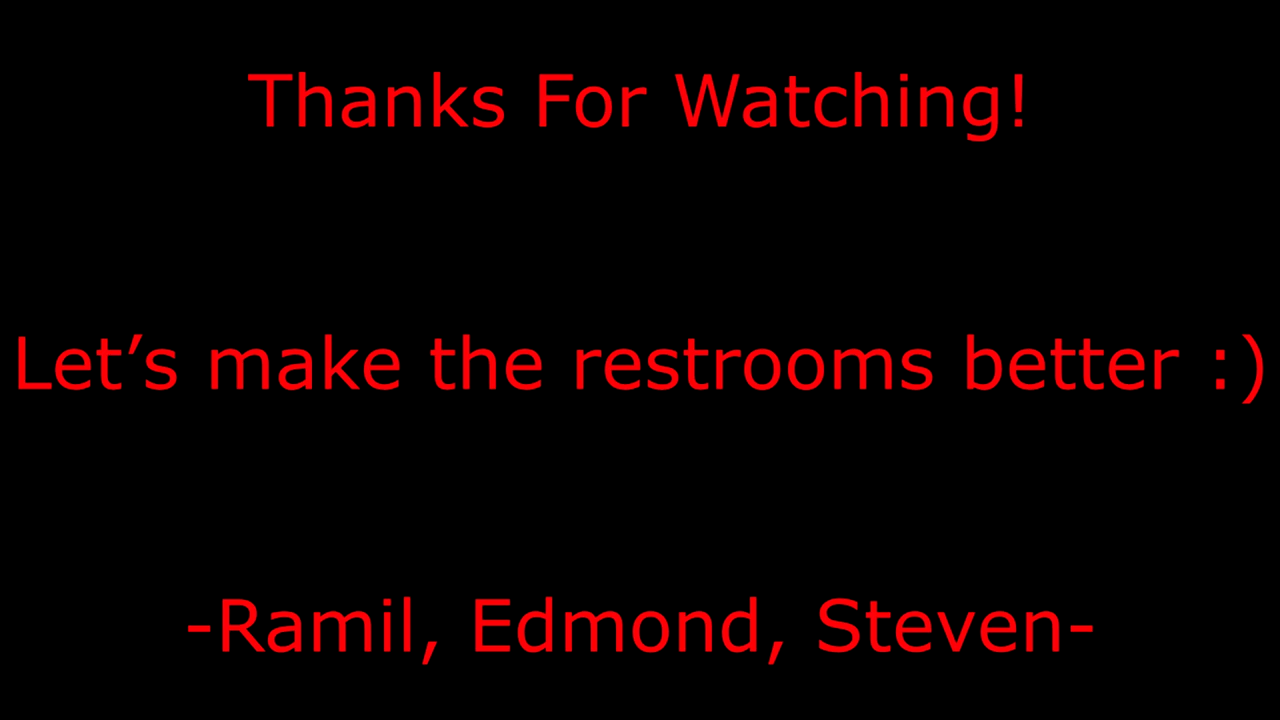 Thanks For Watching!
Let’s make the restrooms better :)
-Ramil, Edmond, Steven-